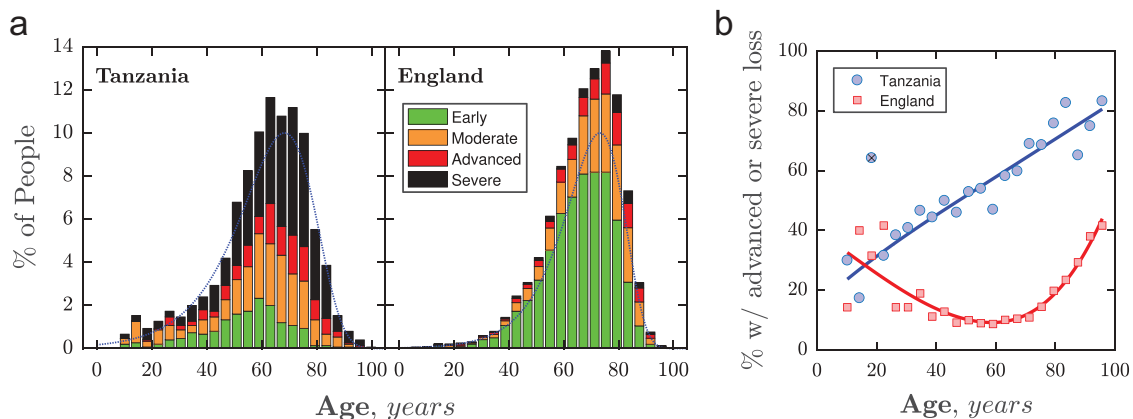 a
Tanzania
England
Early
Moderate
Advanced
Severe
% of People
14
12
10
8
6
4
2
0
0 20 40 60 80 100
0 20 40 60 80 100
Age, years
b
Tanzania
England
% w/ advanced or severe loss
100
80
60
40
20
0
0 20 40 60 80 100
Age, years